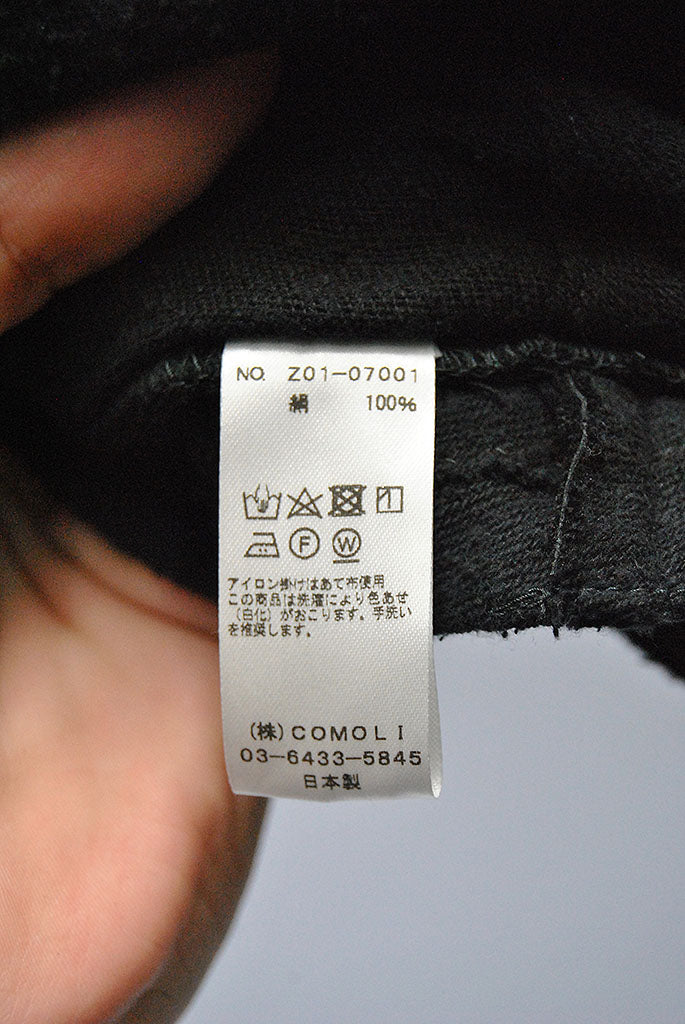 NO. Z01-07001
絹 100%
F W
アイロン掛けはあて布使用
この商品は洗濯により色あせ
(白化)がおこります。手洗い
を推奨します。
(株)COMOLI
03-6433-5845
日本製